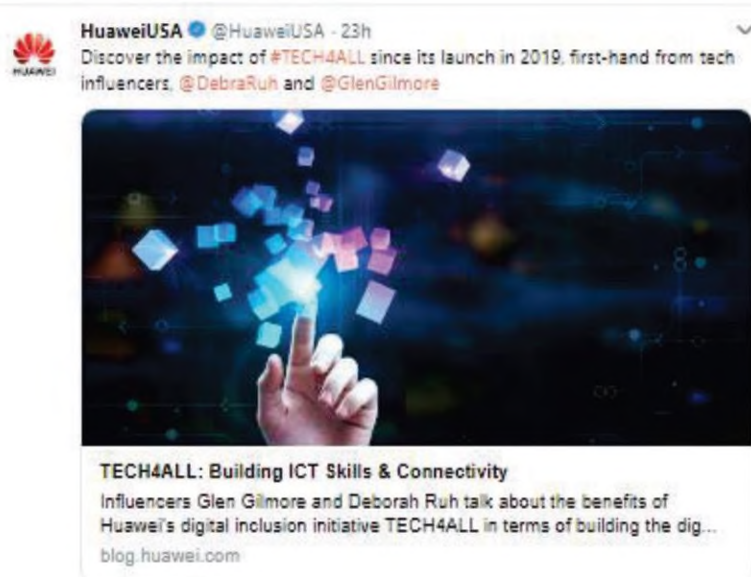 HuaweiUSA @HuaweiUSA · 23h
HUAWEI
Discover the impact of #TECH4ALL since its launch in 2019, first-hand from tech
influencers, @DebraRuh and @GlenGilmore
TECH4ALL: Building ICT Skills & Connectivity
Influencers Glen Gilmore and Deborah Ruh talk about the benefits of
Huawei's digital inclusion initiative TECH4ALL in terms of building the dig...
blog.huawei.com